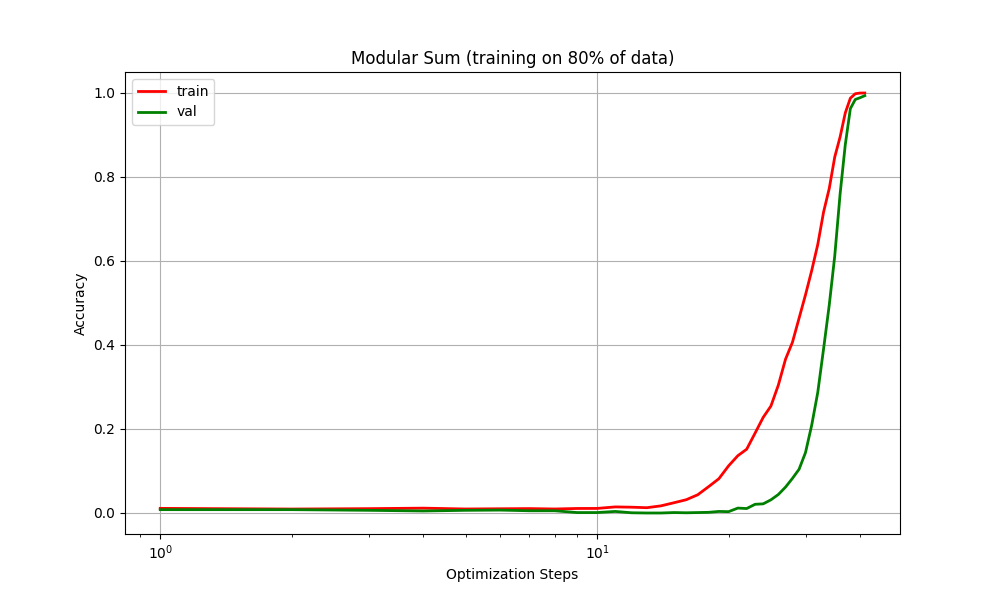 Modular Sum (training on 80% of data)
train
val
1.0
0.8
0.6
0.4
0.2
0.0
Accuracy
10⁰
10¹
Optimization Steps